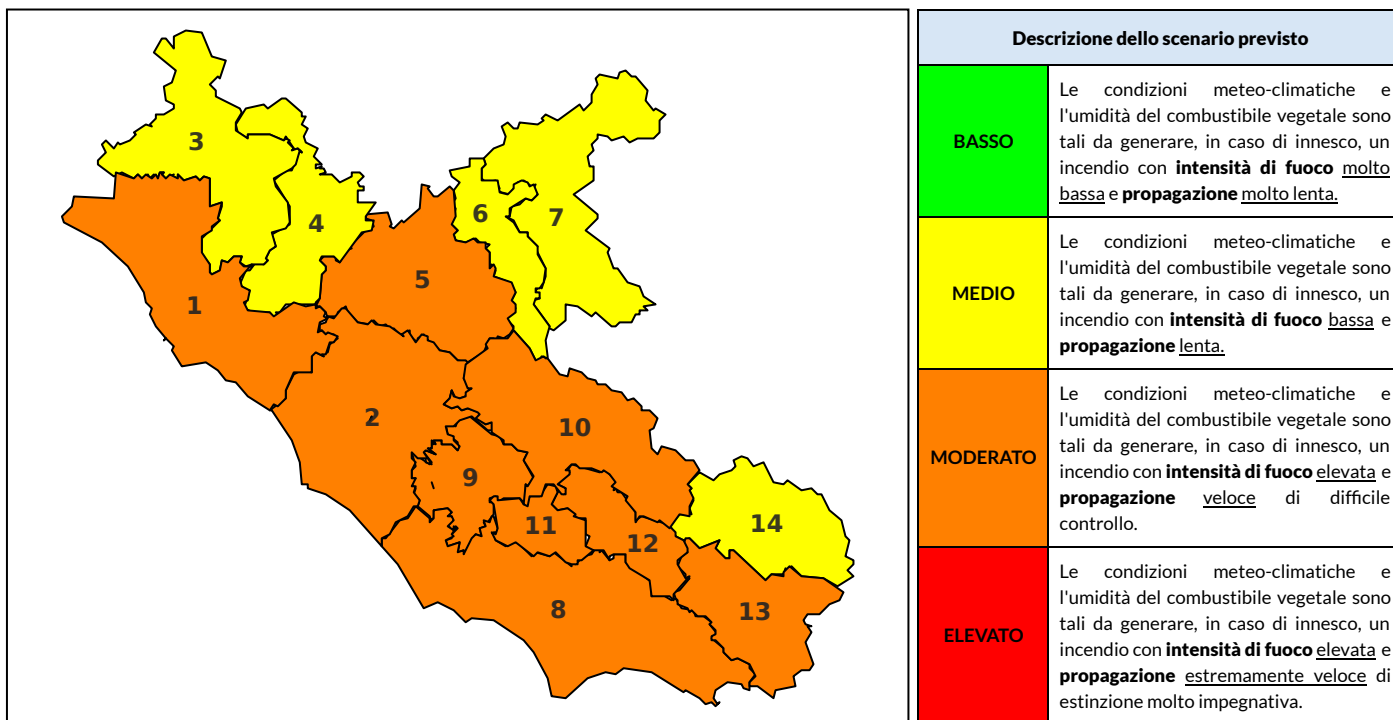 3
4
6
7
5
1
2
10
9
11
12
14
8
13
Descrizione dello scenario previsto
BASSO
Le condizioni meteo-climatiche e
l'umidità del combustibile vegetale sono
tali da generare, in caso di innesco, un
incendio con intensità di fuoco molto
bassa e propagazione molto lenta.
MEDIO
Le condizioni meteo-climatiche e
l'umidità del combustibile vegetale sono
tali da generare, in caso di innesco, un
incendio con intensità di fuoco bassa e
propagazione lenta.
MODERATO
Le condizioni meteo-climatiche e
l'umidità del combustibile vegetale sono
tali da generare, in caso di innesco, un
incendio con intensità di fuoco elevata e
propagazione veloce di difficile
controllo.
ELEVATO
Le condizioni meteo-climatiche e
l'umidità del combustibile vegetale sono
tali da generare, in caso di innesco, un
incendio con intensità di fuoco elevata e
propagazione estremamente veloce di
estinzione molto impegnativa.